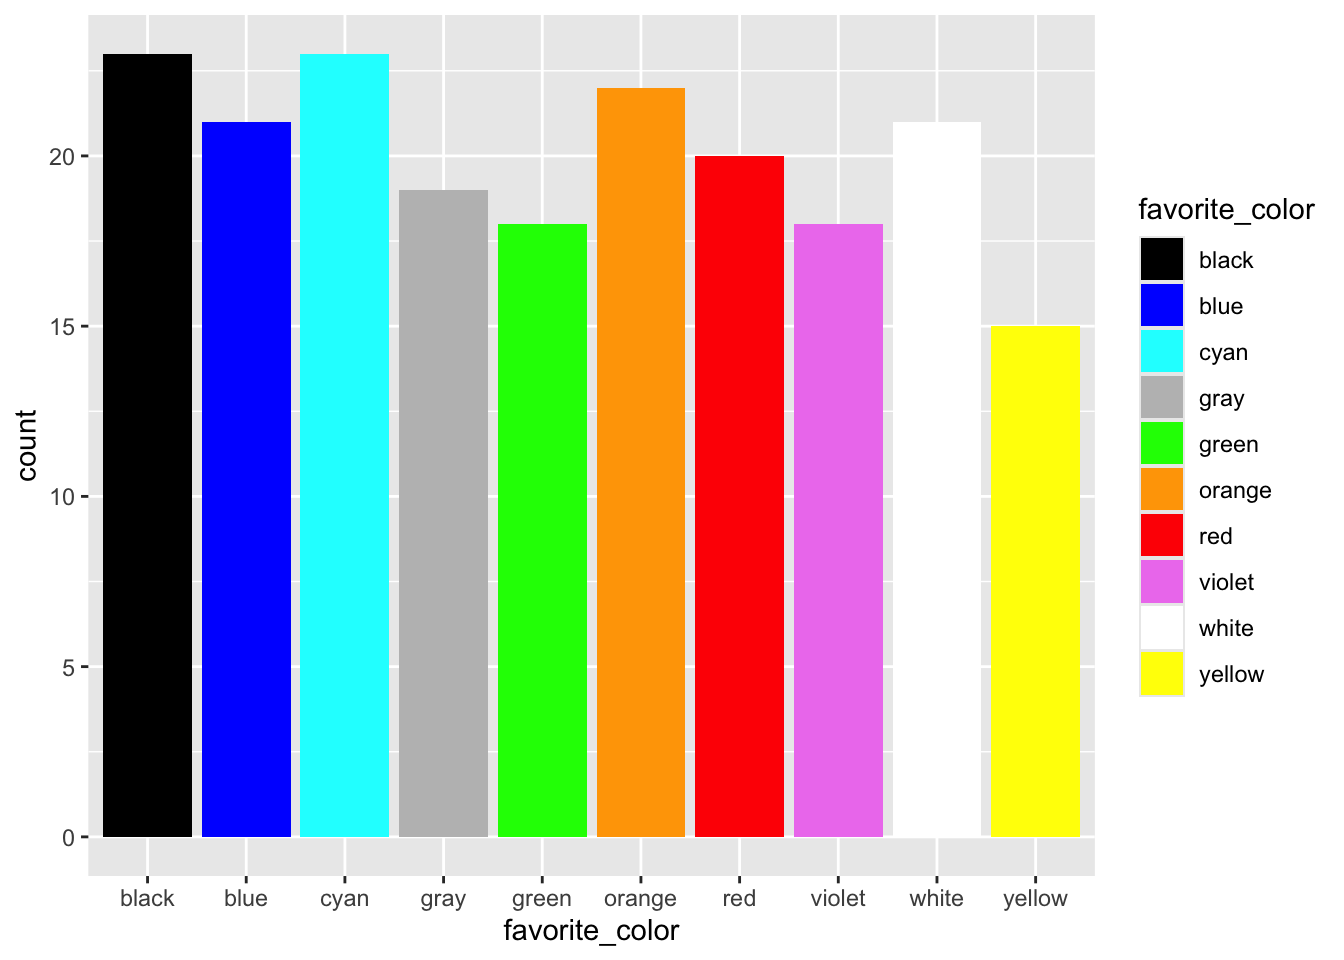 20
15
10
5
0
count
black blue cyan gray green orange red violet white yellow
favorite_color
favorite_color
black
blue
cyan
gray
green
orange
red
violet
white
yellow